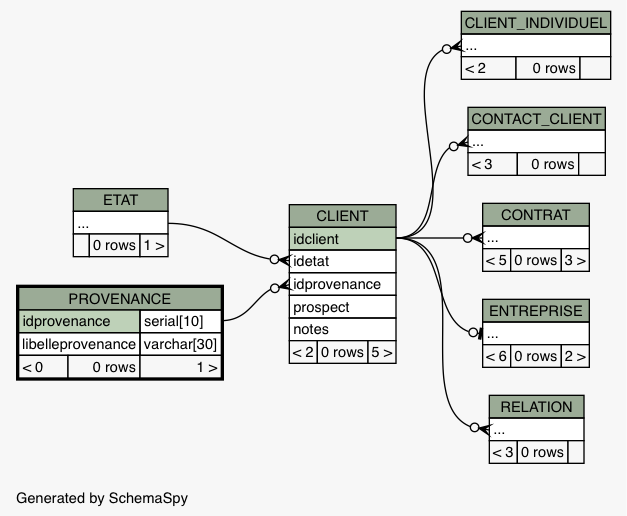 CLIENT_INDIVIDUEL
...
< 2 0 rows
CONTACT_CLIENT
...
< 3 0 rows
ETAT
...
0 rows 1 >
CLIENT
idclient
idetat
idprovenance
prospect
notes
< 2 0 rows 5 >
CONTRAT
...
< 5 0 rows 3 >
PROVENANCE
idprovenance serial[10]
libelleprovenance varchar[30]
< 0 0 rows 1 >
ENTREPRISE
...
< 6 0 rows 2 >
RELATION
...
< 3 0 rows
Generated by SchemaSpy